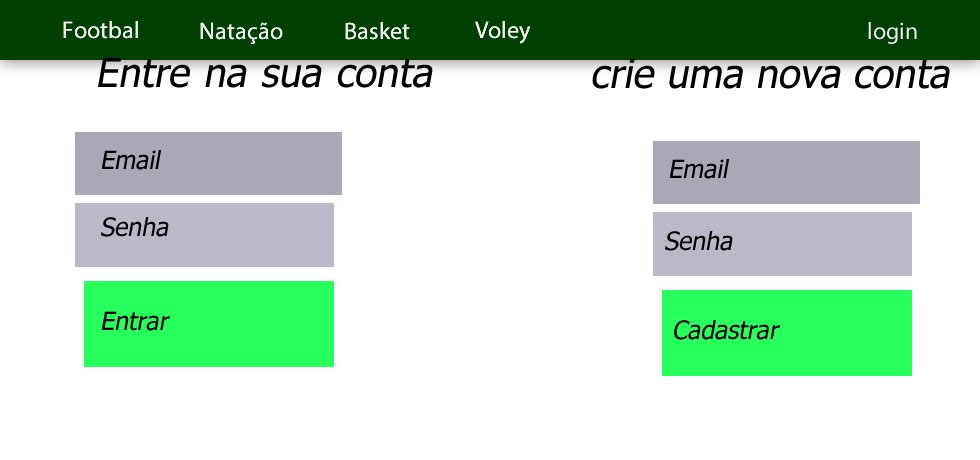 Footbal Natação Basket Voley login
Entre na sua conta
Email
Senha
Entrar
crie uma nova conta
Email
Senha
Cadastrar